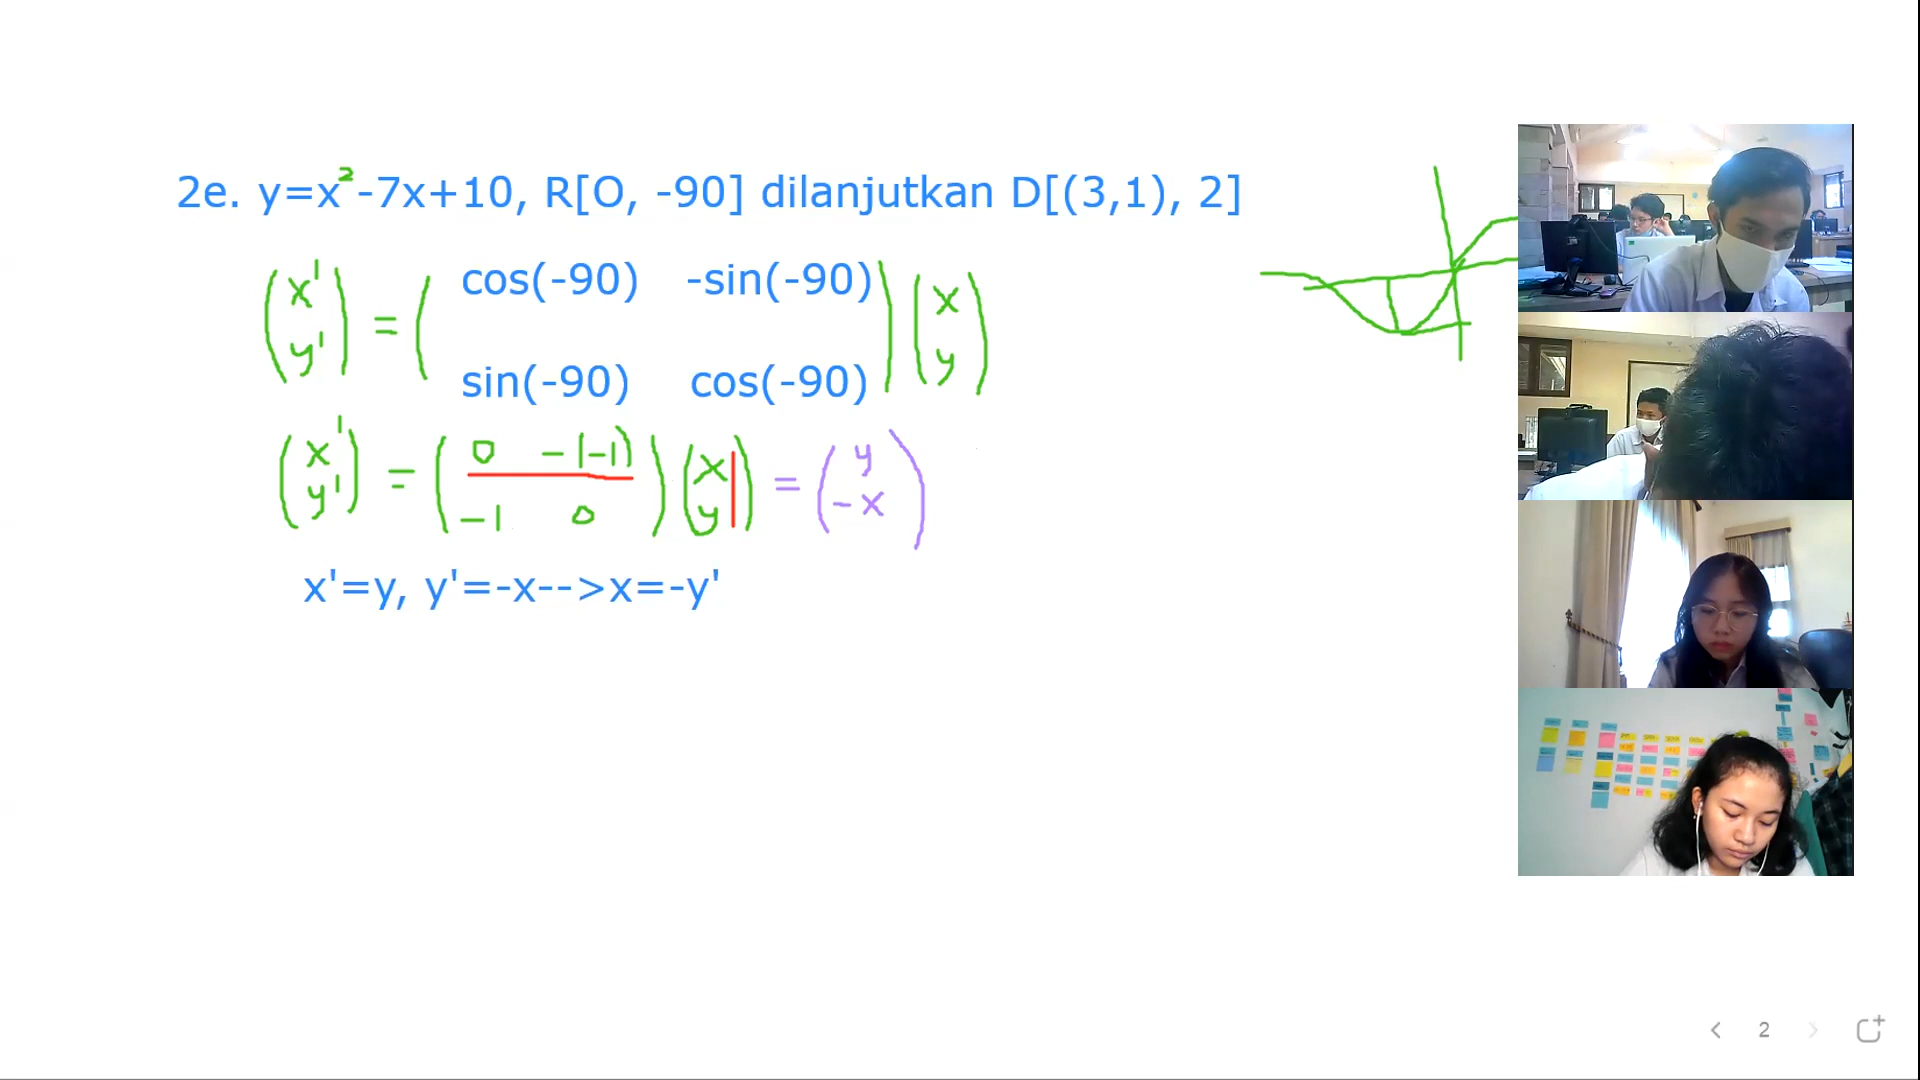 2e. y=x²-7x+10, R[O, -90] dilanjutkan D[(3,1), 2]
(x' y') = (cos(-90) -sin(-90) sin(-90) cos(-90)) (x y)
(x' y') = (0 -(-1) -1 0) (x y) = (y -x)
x'=y, y'=-x-->x=-y'
< 2 >